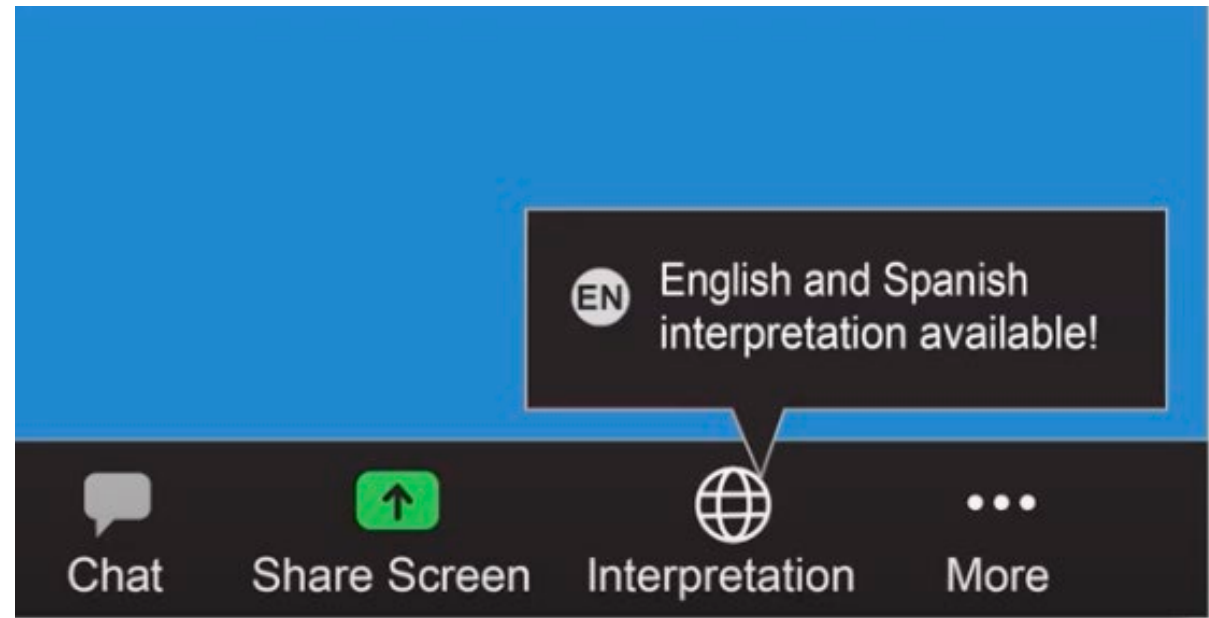 EN English and Spanish
interpretation available!
Chat Share Screen Interpretation More